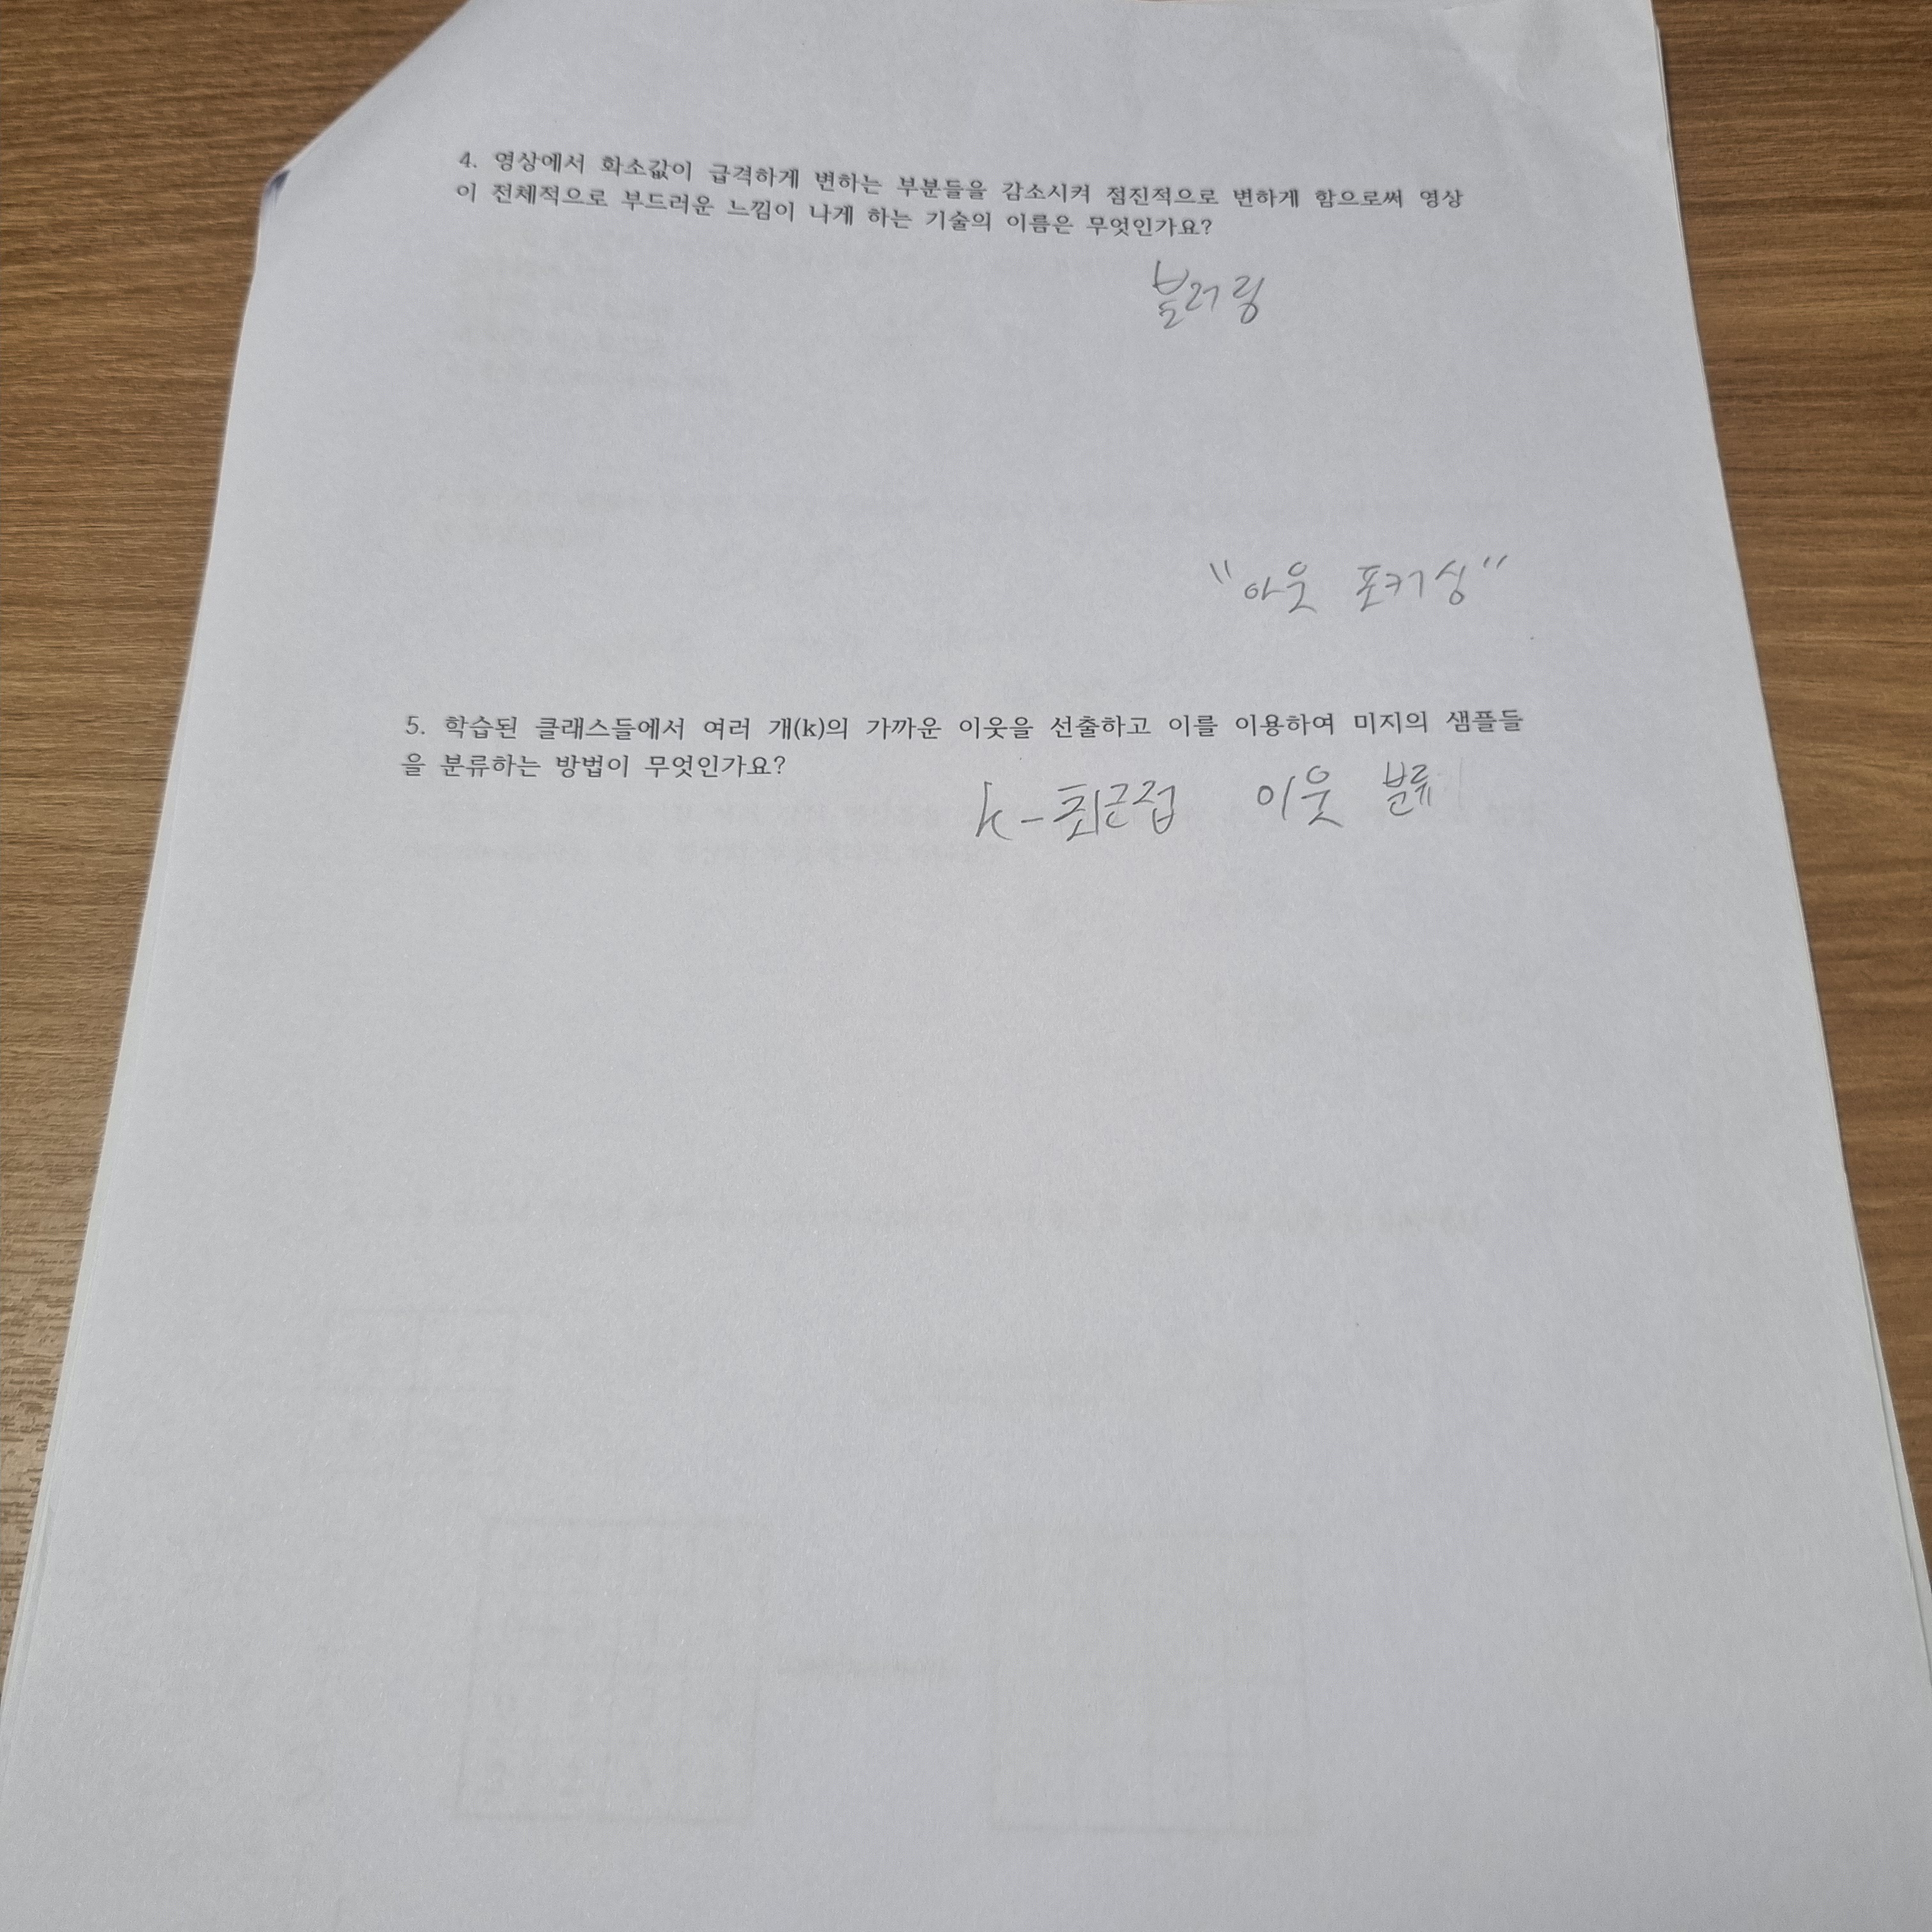 4. 영상에서 화소값이 급격하게 변하는 부분들을 감소시켜 점진적으로 변하게 함으로써 영상
이 전체적으로 부드러운 느낌이 나게 하는 기술의 이름은 무엇인가요?
블러링
"아웃 포커싱"
5. 학습된 클래스들에서 여러 개(k)의 가까운 이웃을 선출하고 이를 이용하여 미지의 샘플들
을 분류하는 방법이 무엇인가요?
k-최근접 이웃 분류